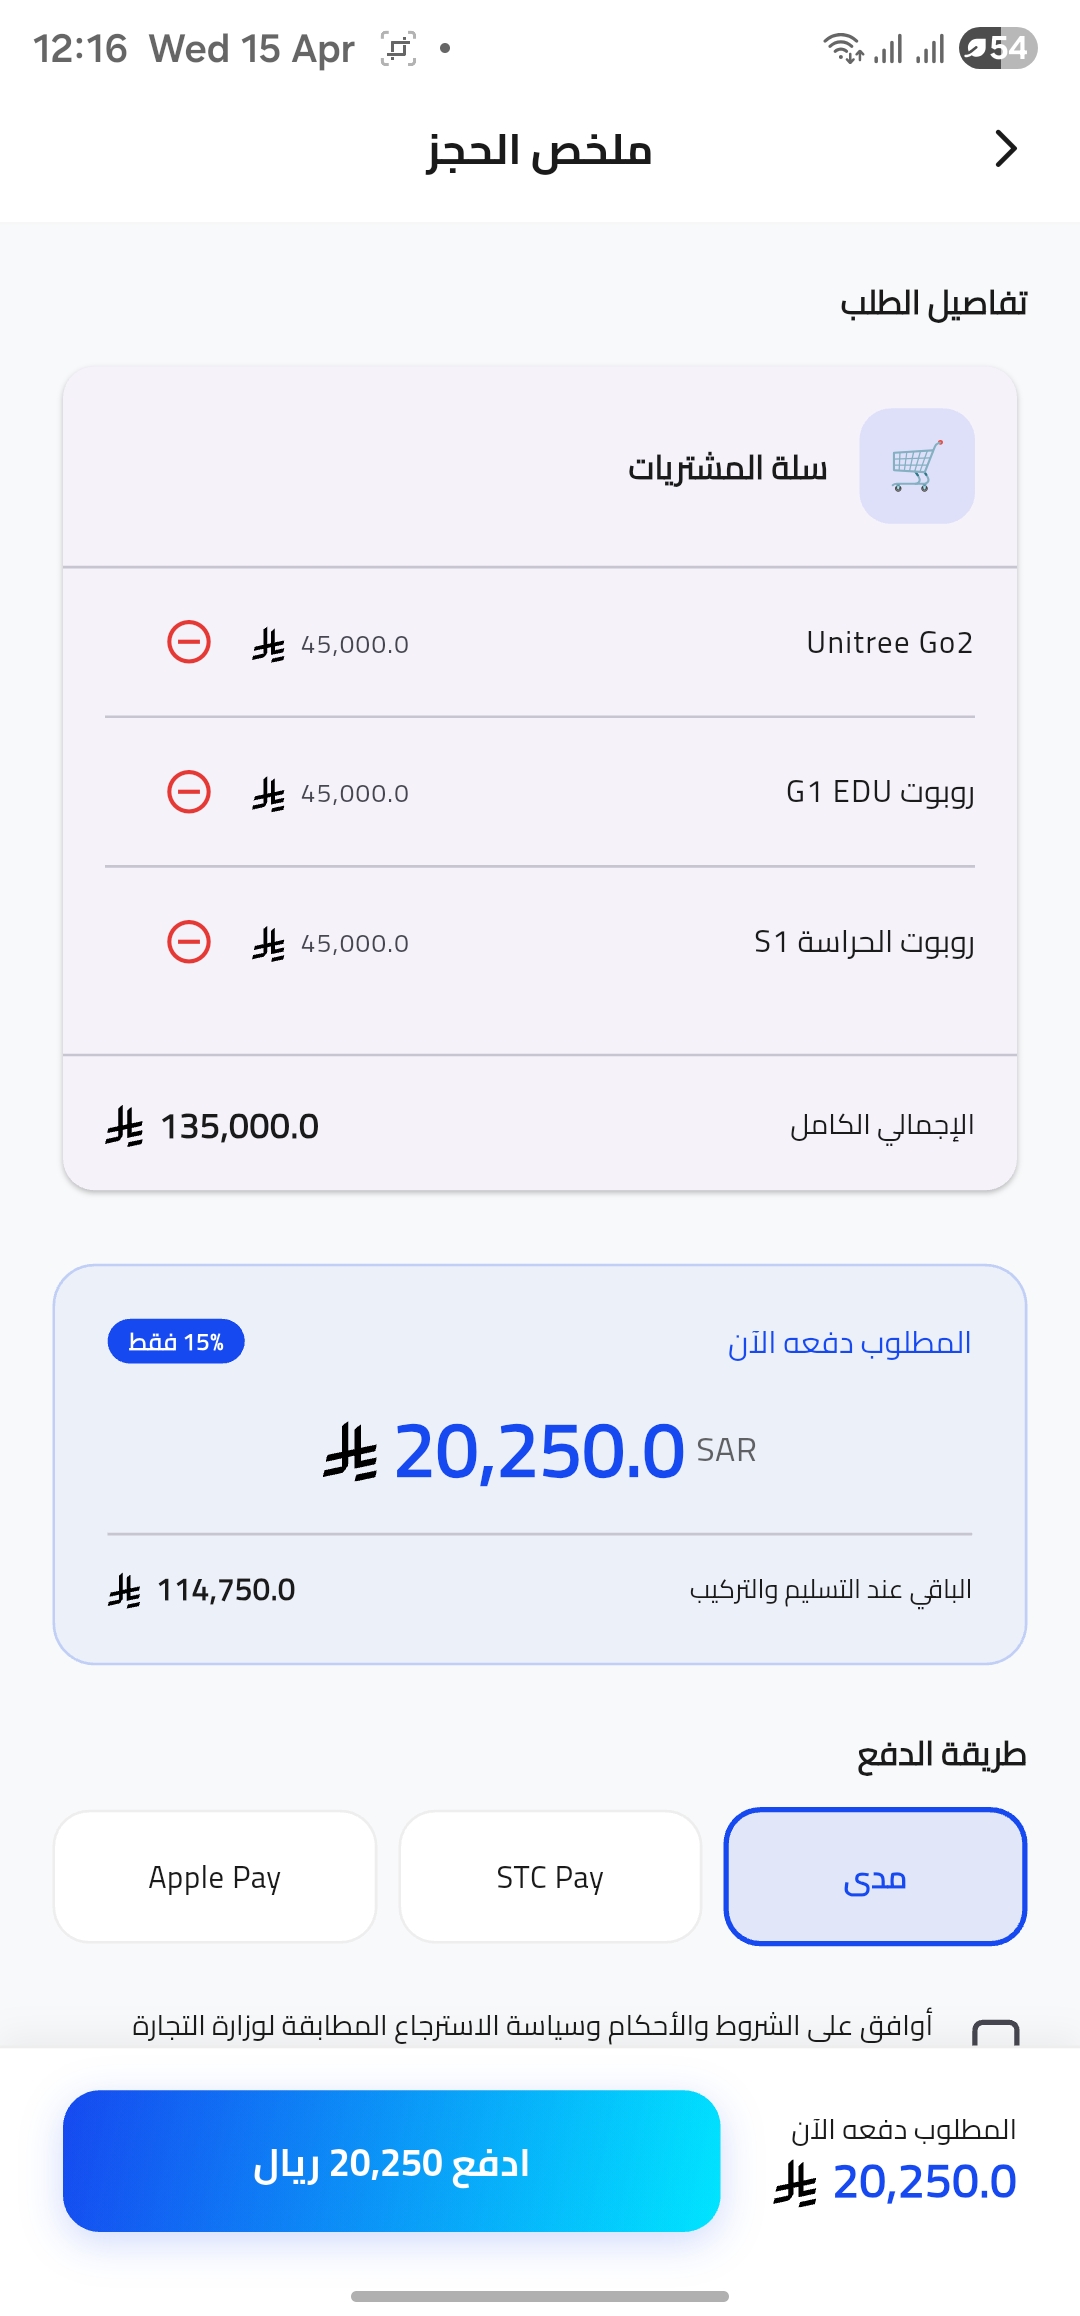 12:16 Wed 15 Apr 54
ملخص الحجز
تفاصيل الطلب
سلة المشتريات
Unitree Go2 45,000.0
روبوت G1 EDU 45,000.0
روبوت الحراسة S1 45,000.0
الإجمالي الكامل 135,000.0
المطلوب دفعه الآن 15% فقط
20,250.0 SAR
الباقي عند التسليم والتركيب 114,750.0
طريقة الدفع
مدى STC Pay Apple Pay
أوافق على الشروط والأحكام وسياسة الاسترجاع المطابقة لوزارة التجارة
المطلوب دفعه الآن
20,250.0
ادفع 20,250 ريال